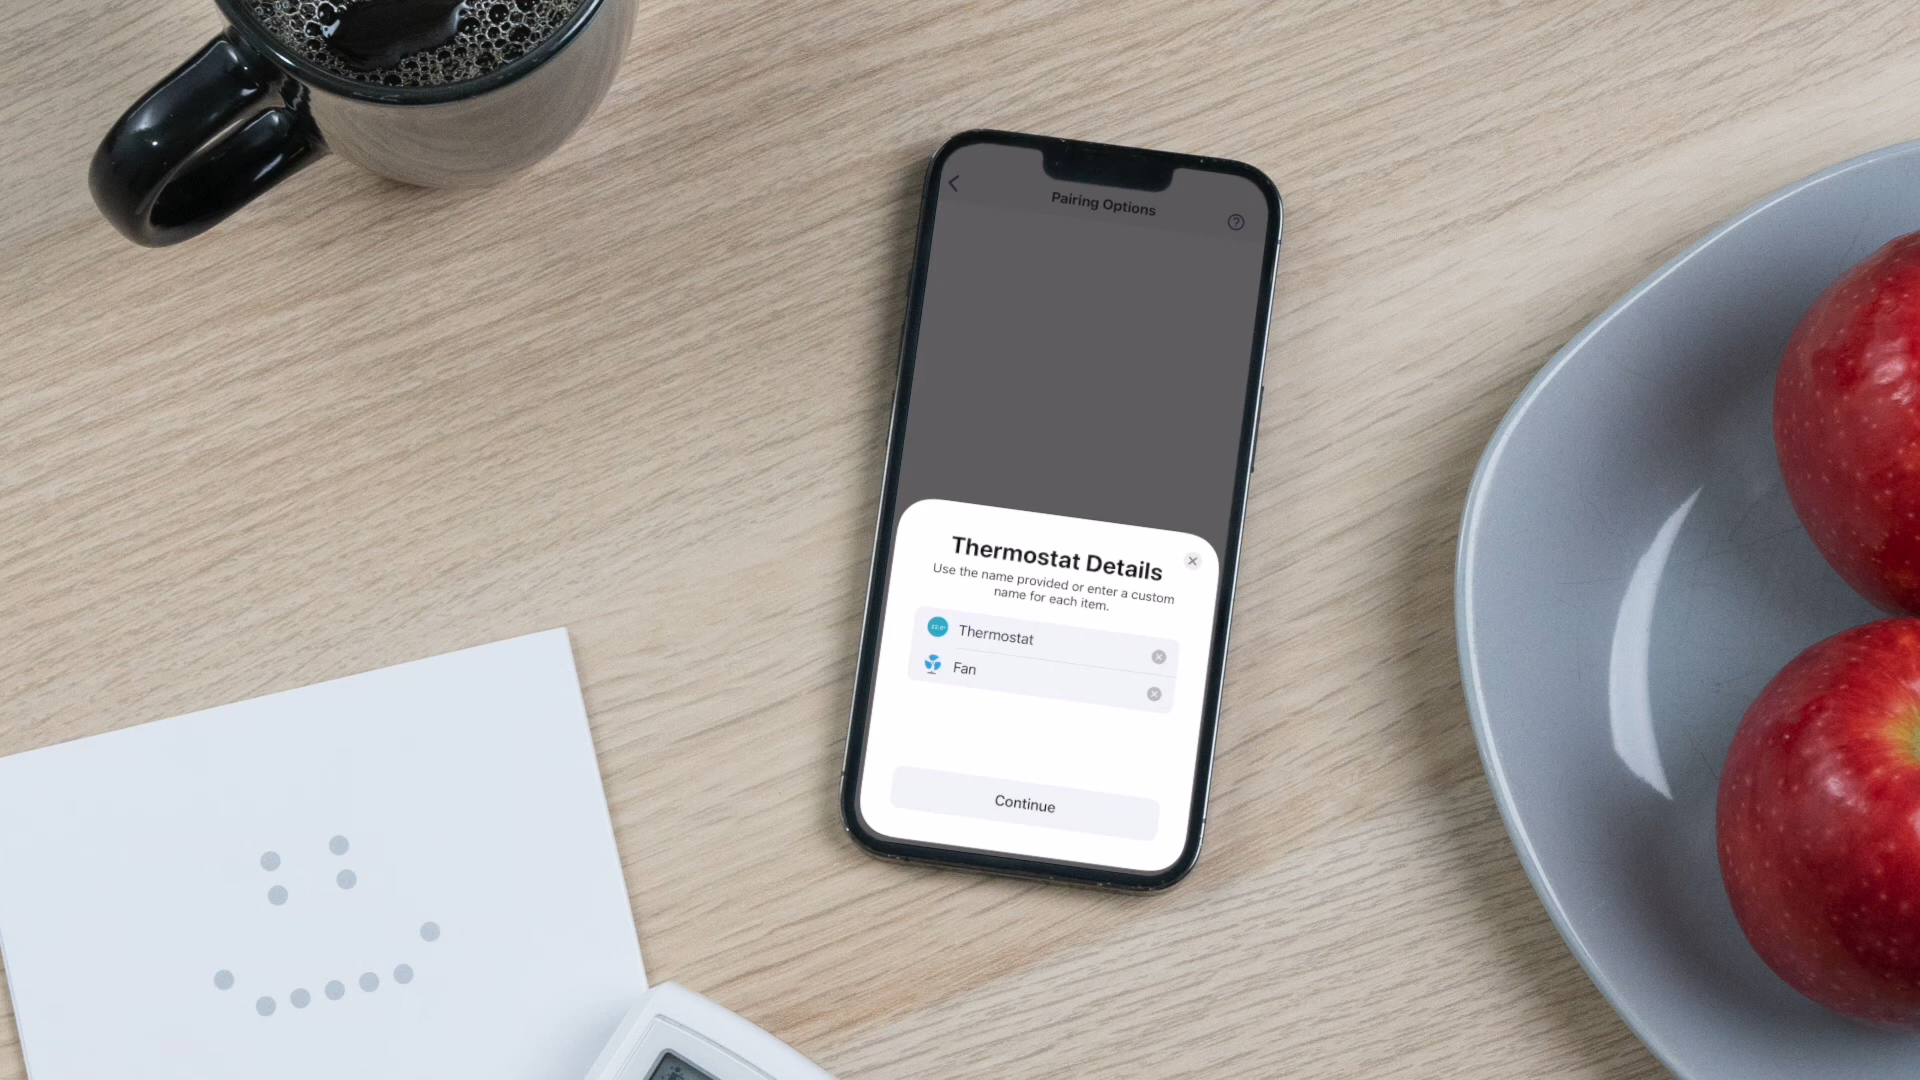 Pairing Options
Thermostat Details
Use the name provided or enter a custom
name for each item.
Thermostat
Fan
Continue